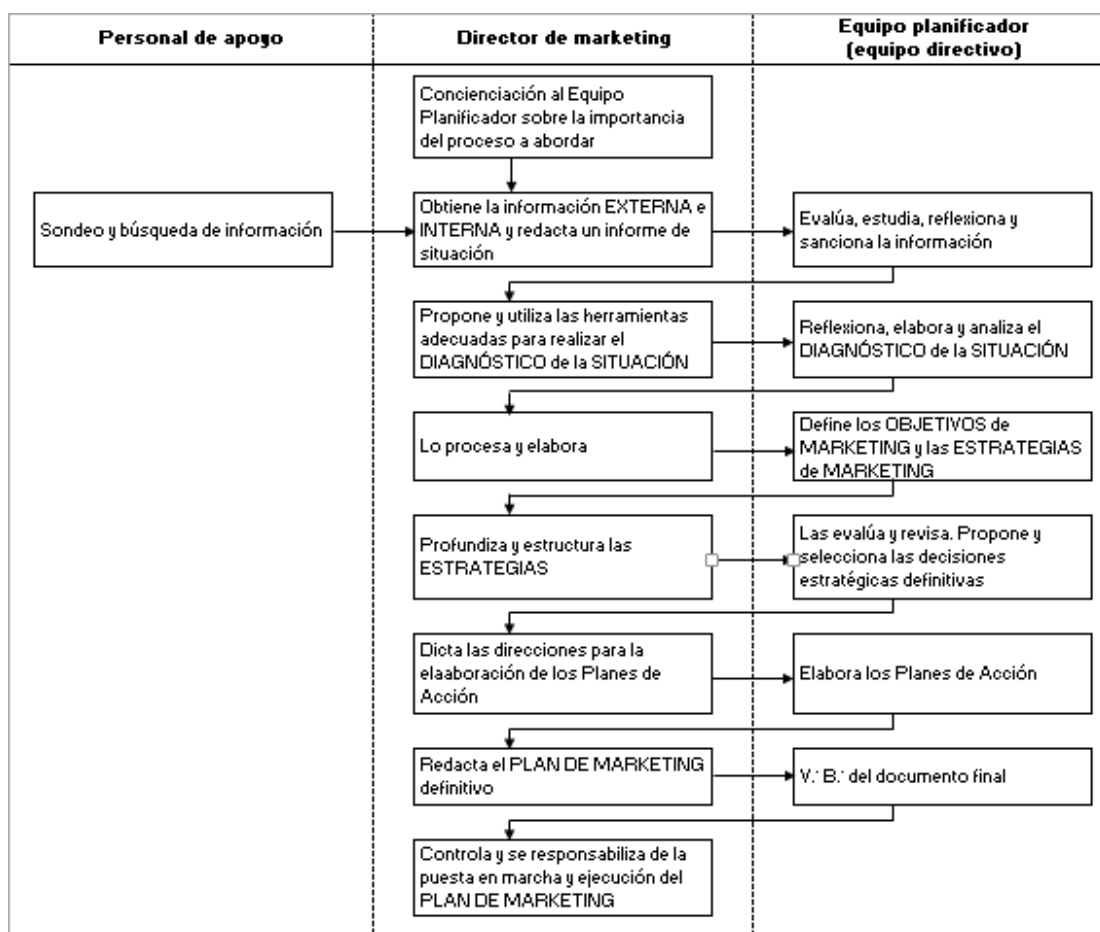 Personal de apoyo
Director de marketing
Equipo planificador
(equipo directivo)
Concienciación al Equipo
Planificador sobre la importancia
del proceso a abordar
Sondeo y búsqueda de información
Obtiene la información EXTERNA e
INTERNA y redacta un informe de
situación
Evalúa, estudia, reflexiona y
sanciona la información
Propone y utiliza las herramientas
adecuadas para realizar el
DIAGNÓSTICO de la SITUACIÓN
Reflexiona, elabora y analiza el
DIAGNÓSTICO de la SITUACIÓN
Lo procesa y elabora
Define los OBJETIVOS de
MARKETING y las ESTRATEGIAS
de MARKETING
Profundiza y estructura las
ESTRATEGIAS
Las evalúa y revisa. Propone y
selecciona las decisiones
estratégicas definitivas
Dicta las direcciones para la
elaaboración de los Planes de
Acción
Elabora los Planes de Acción
Redacta el PLAN DE MARKETING
definitivo
V.· B.· del documento final
Controla y se responsabiliza de la
puesta en marcha y ejecución del
PLAN DE MARKETING